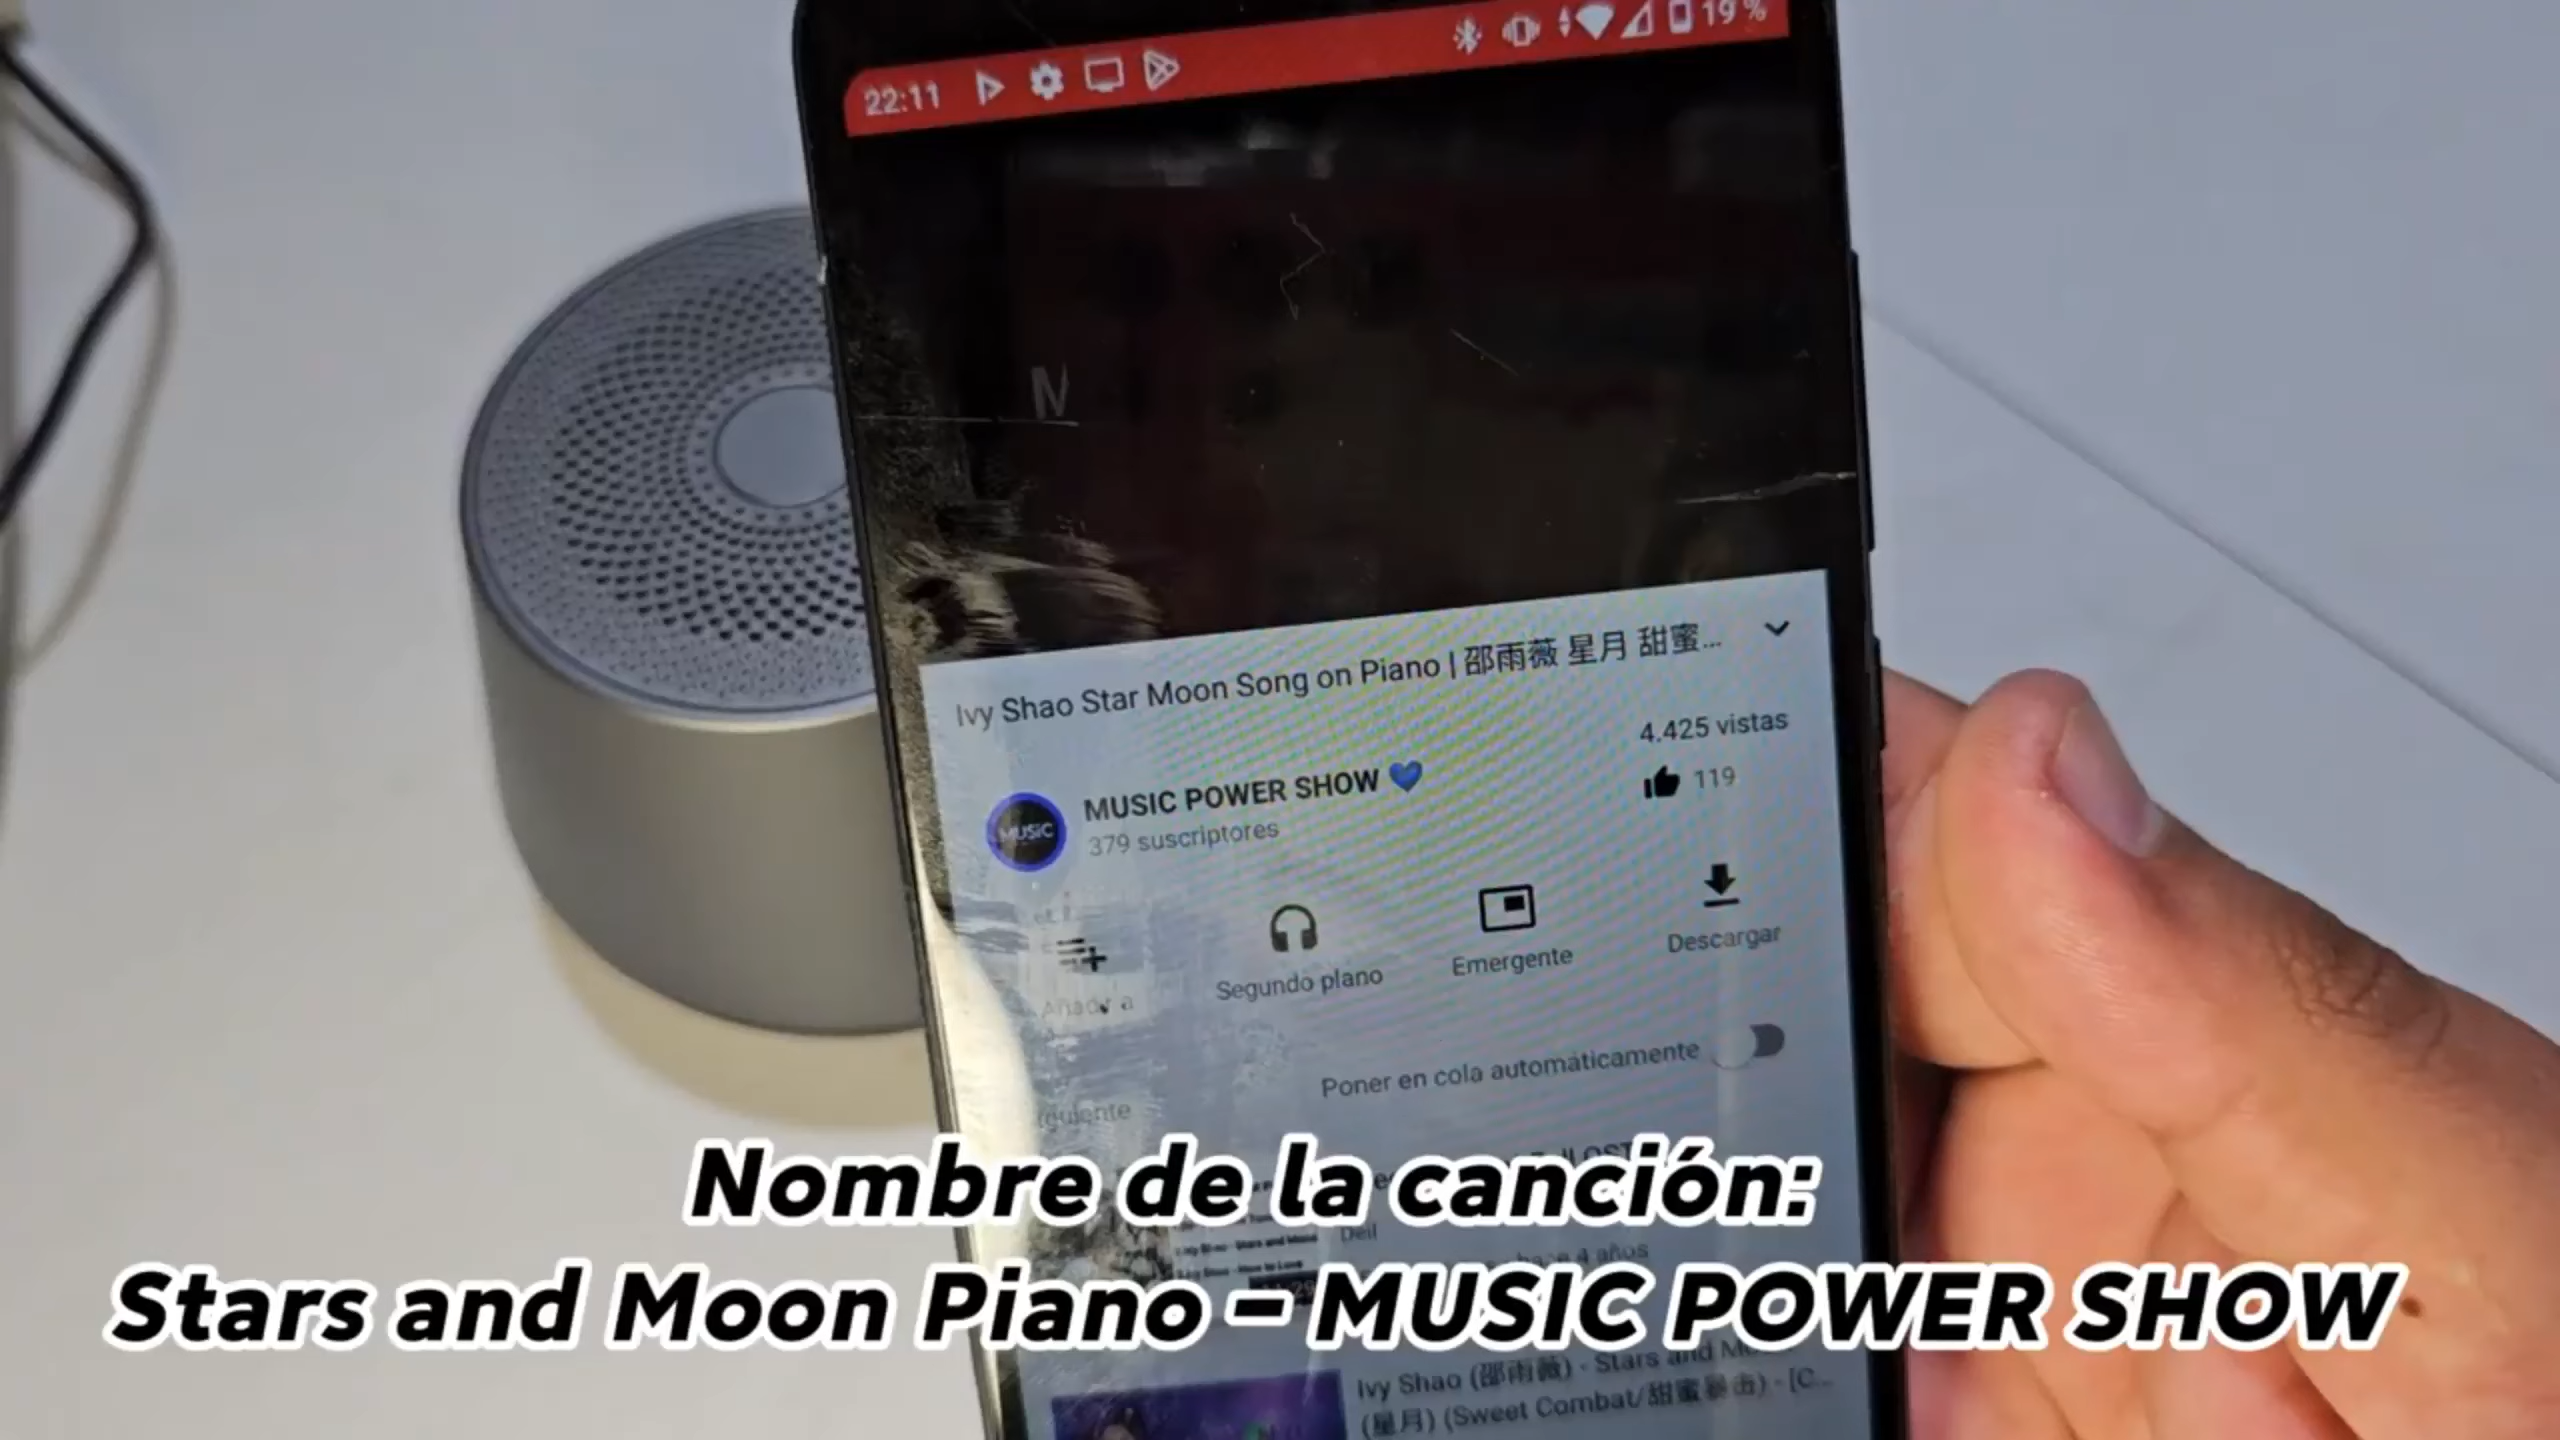 22:11
19 %
Ivy Shao Star Moon Song on Piano | 邵雨薇 星月 甜蜜...
4.425 vistas
MUSIC POWER SHOW 💙
119
MUSIC
379 suscriptores
Añadir a
Segundo plano
Emergente
Descargar
Poner en cola automáticamente
Nombre de la canción:
hace 4 años
Stars and Moon Piano – MUSIC POWER SHOW
Ivy Shao (邵雨薇) - Stars and
(星月) (Sweet Combat/甜蜜暴击) - [C...